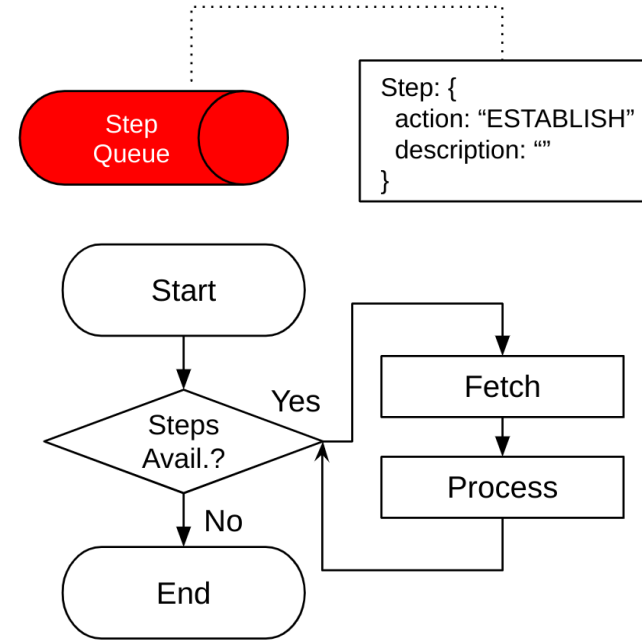 Step
Queue
Step: {
action: “ESTABLISH”
description: “”
}
Start
Steps
Avail.?
Yes
No
Fetch
Process
End